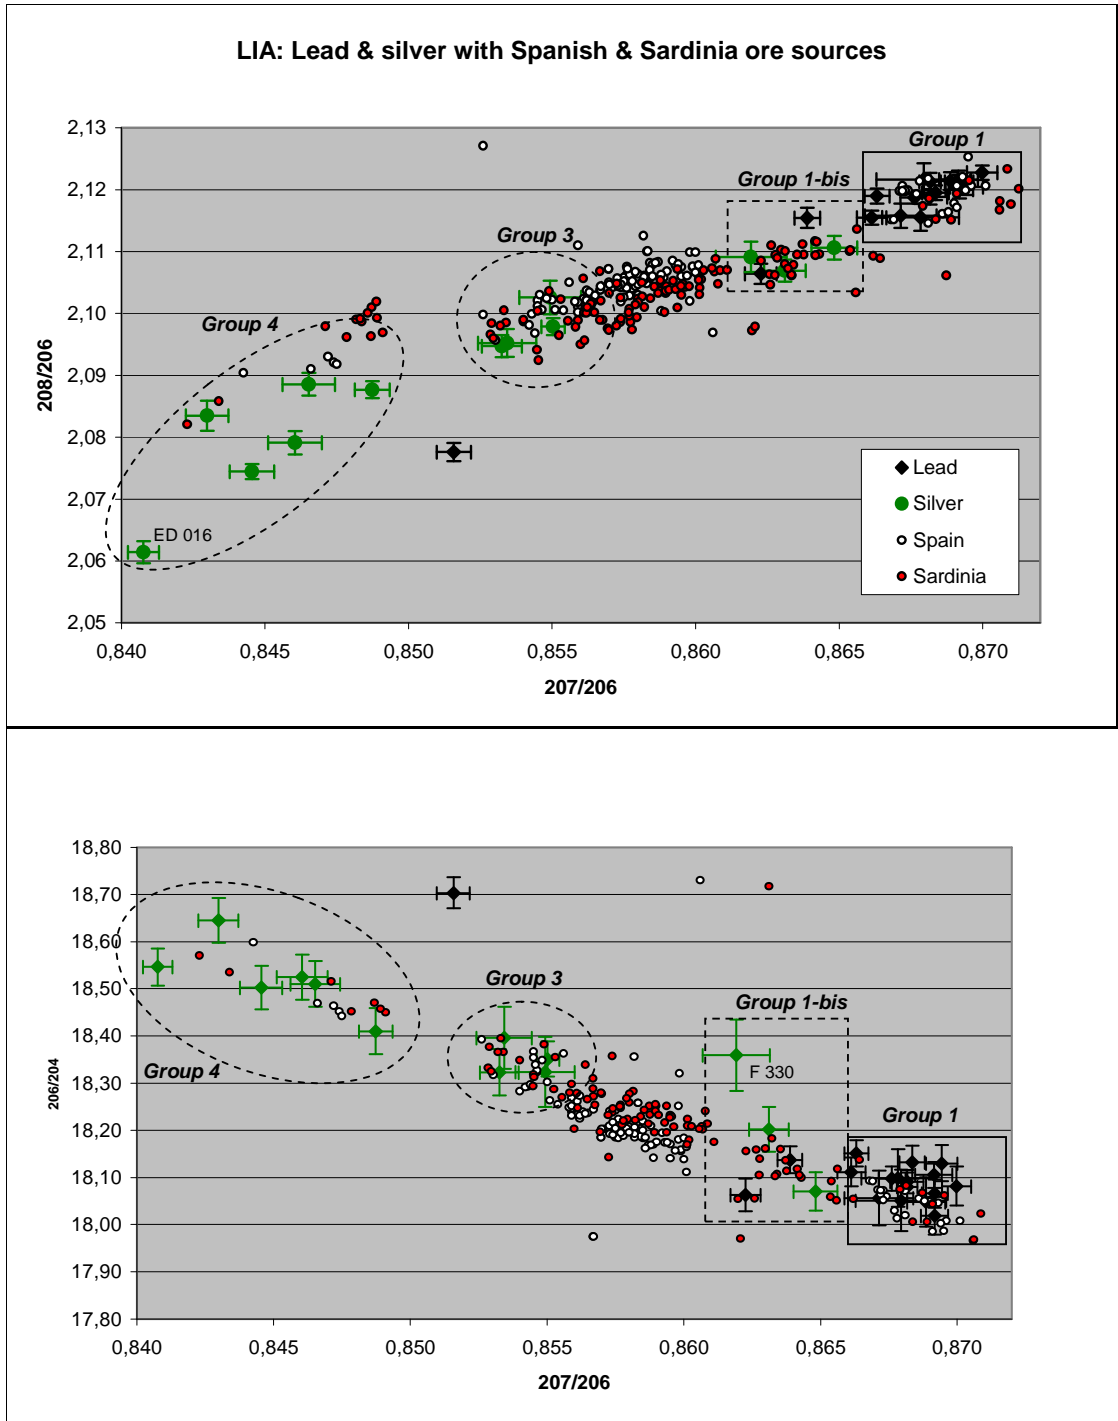 LIA: Lead & silver with Spanish & Sardinia ore sources
2,13
2,12
2,11
2,10
2,09
2,08
2,07
2,06
2,05
208/206
Group 1
Group 1-bis
Group 3
Group 4
ED 016
Lead
Silver
Spain
Sardinia
0,840 0,845 0,850 0,855 0,860 0,865 0,870
207/206
18,80
18,70
18,60
18,50
18,40
18,30
18,20
18,10
18,00
17,90
17,80
206/204
Group 3
Group 1-bis
Group 4
F 330
Group 1
0,840 0,845 0,850 0,855 0,860 0,865 0,870
207/206